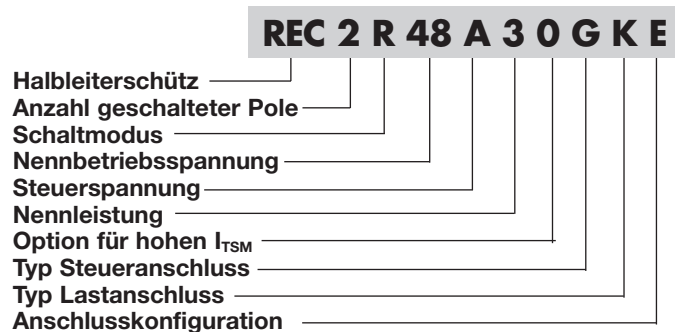 REC 2 R 48 A 3 0 G K E
Halbleiterschütz
Anzahl geschalteter Pole
Schaltmodus
Nennbetriebsspannung
Steuerspannung
Nennleistung
Option für hohen ITSM
Typ Steueranschluss
Typ Lastanschluss
Anschlusskonfiguration